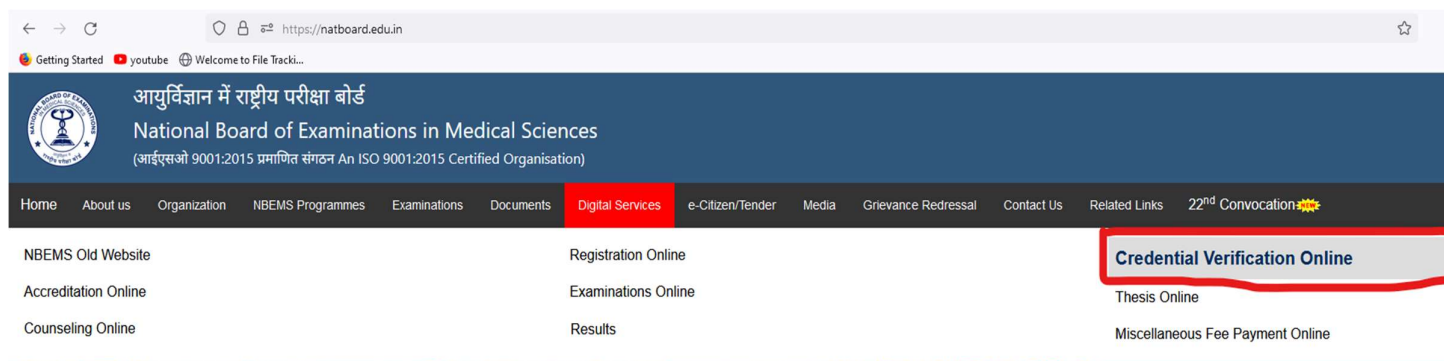 https://natboard.edu.in
Getting Started youtube Welcome to File Tracki...
आयुर्विज्ञान में राष्ट्रीय परीक्षा बोर्ड
National Board of Examinations in Medical Sciences
(आईएसओ 9001:2015 प्रमाणित संगठन An ISO 9001:2015 Certified Organisation)
Home About us Organization NBEMS Programmes Examinations Documents Digital Services e-Citizen/Tender Media Grievance Redressal Contact Us Related Links 22nd Convocation NEW
NBEMS Old Website Registration Online Credential Verification Online
Accreditation Online Examinations Online Thesis Online
Counseling Online Results Miscellaneous Fee Payment Online